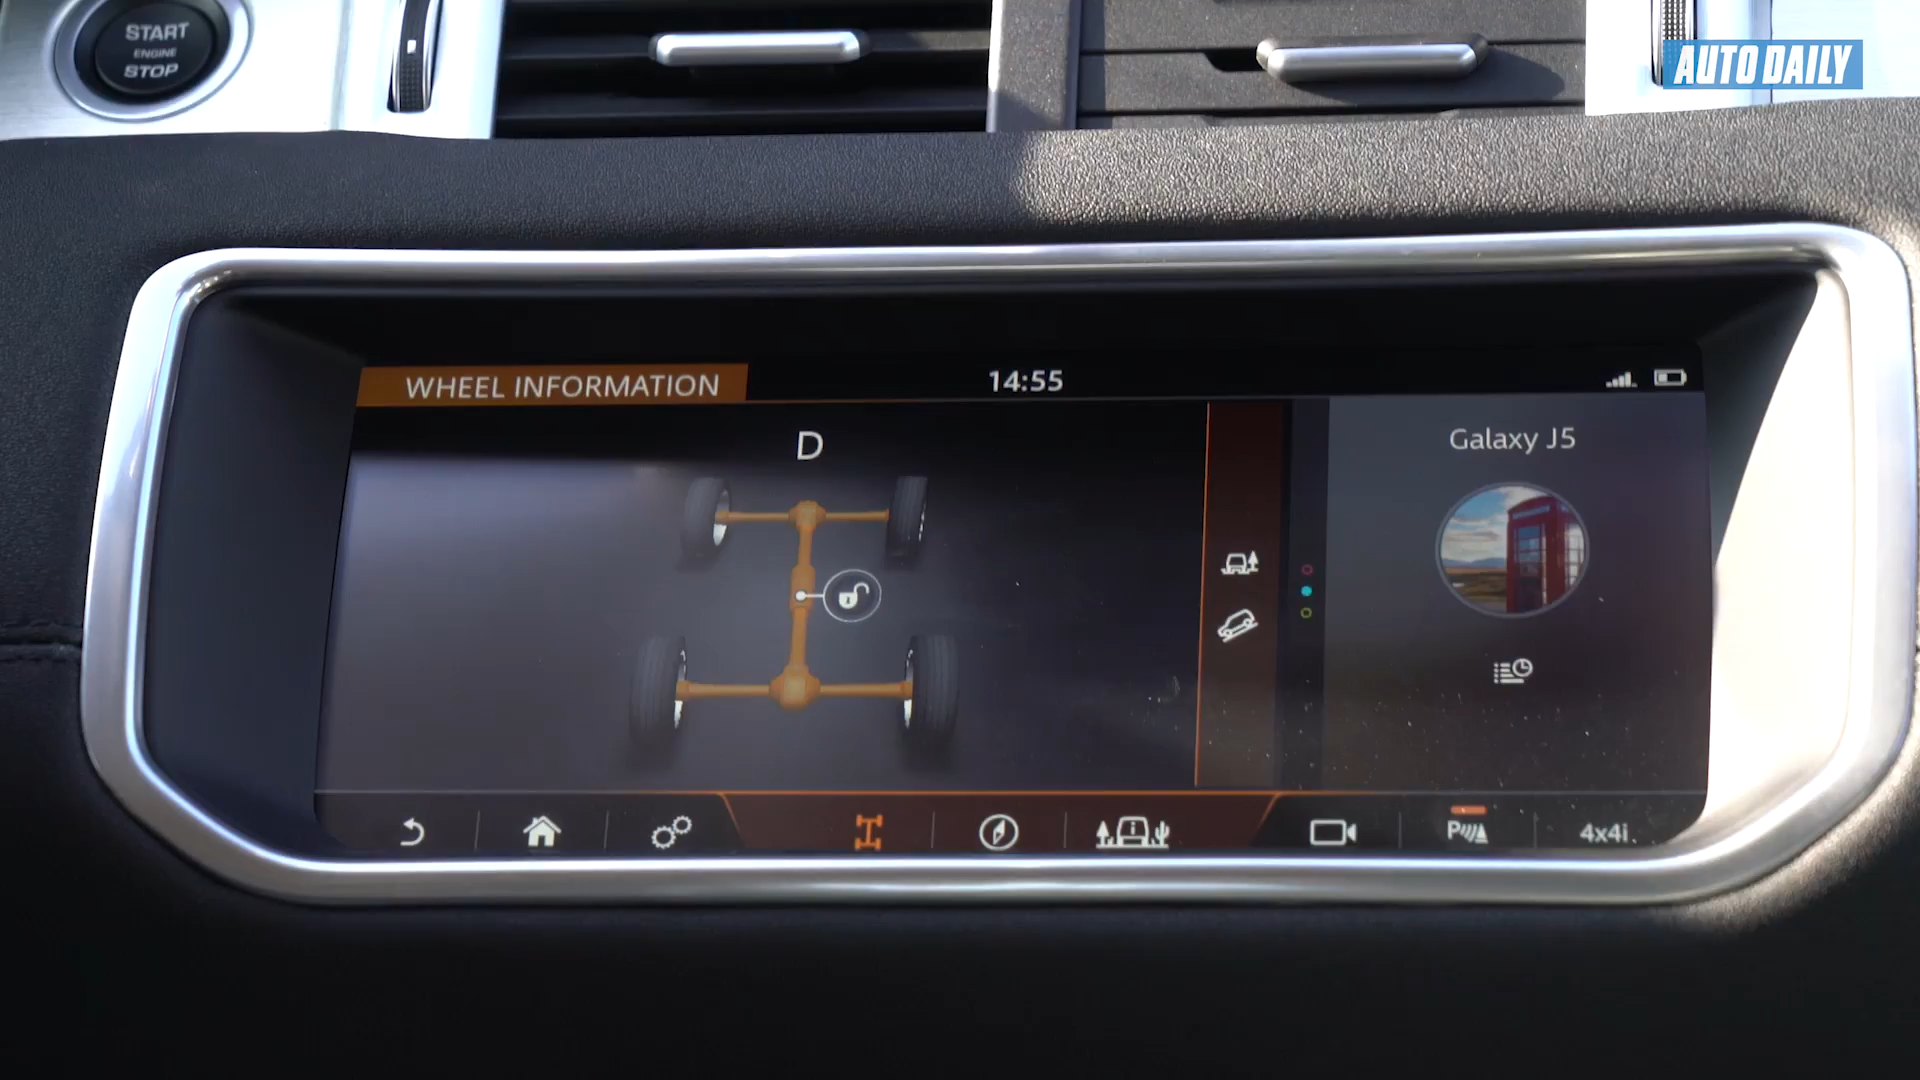 START
ENGINE
STOP
AUTO DAILY
WHEEL INFORMATION
14:55
D
Galaxy J5
P
4x4i